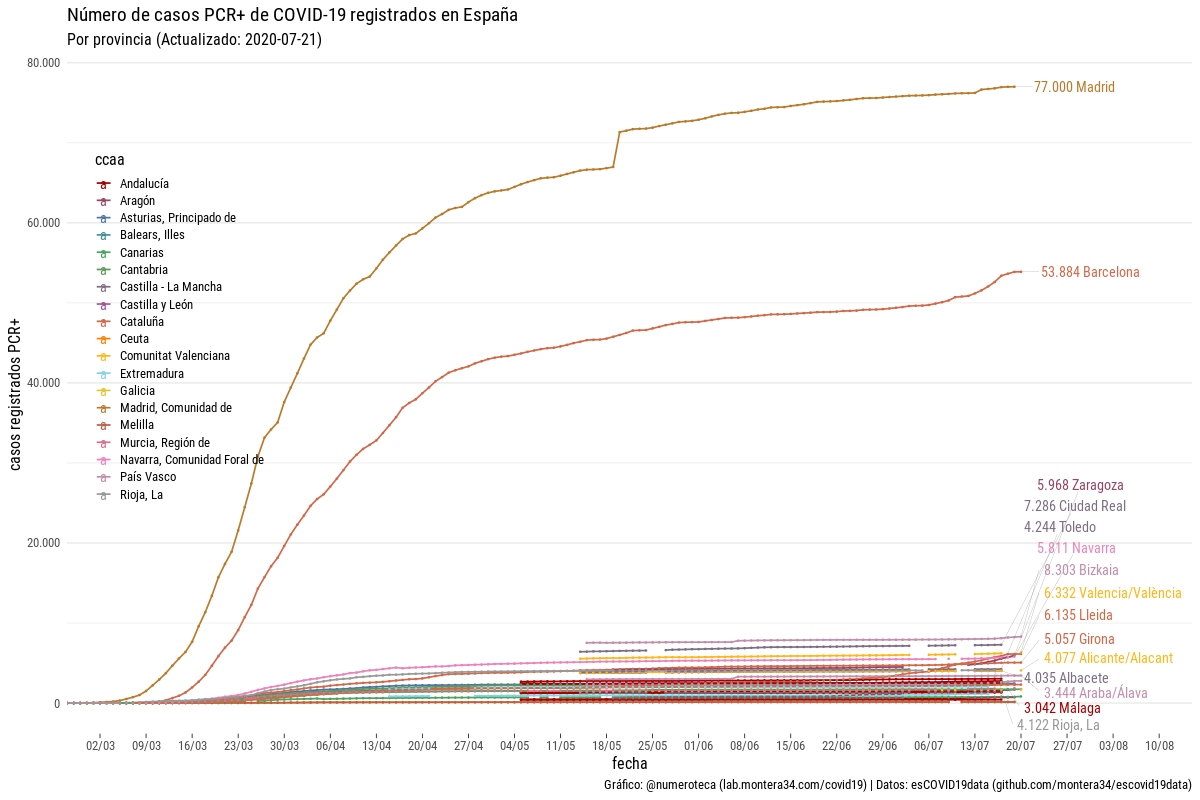 Número de casos PCR+ de COVID-19 registrados en España
Por provincia (Actualizado: 2020-07-21)
casos registrados PCR+
80.000
60.000
40.000
20.000
0
ccaa
Andalucía
Aragón
Asturias, Principado de
Balears, Illes
Canarias
Cantabria
Castilla - La Mancha
Castilla y León
Cataluña
Ceuta
Comunitat Valenciana
Extremadura
Galicia
Madrid, Comunidad de
Melilla
Murcia, Región de
Navarra, Comunidad Foral de
País Vasco
Rioja, La
77.000 Madrid
53.884 Barcelona
5.968 Zaragoza
7.286 Ciudad Real
4.244 Toledo
5.811 Navarra
8.303 Bizkaia
6.332 Valencia/València
6.135 Lleida
5.057 Girona
4.077 Alicante/Alacant
4.035 Albacete
3.444 Araba/Álava
3.042 Málaga
4.122 Rioja, La
02/03 09/03 16/03 23/03 30/03 06/04 13/04 20/04 27/04 04/05 11/05 18/05 25/05 01/06 08/06 15/06 22/06 29/06 06/07 13/07 20/07 27/07 03/08 10/08
fecha
Gráfico: @numeroteca (lab.montera34.com/covid19) | Datos: esCOVID19data (github.com/montera34/escovid19data)